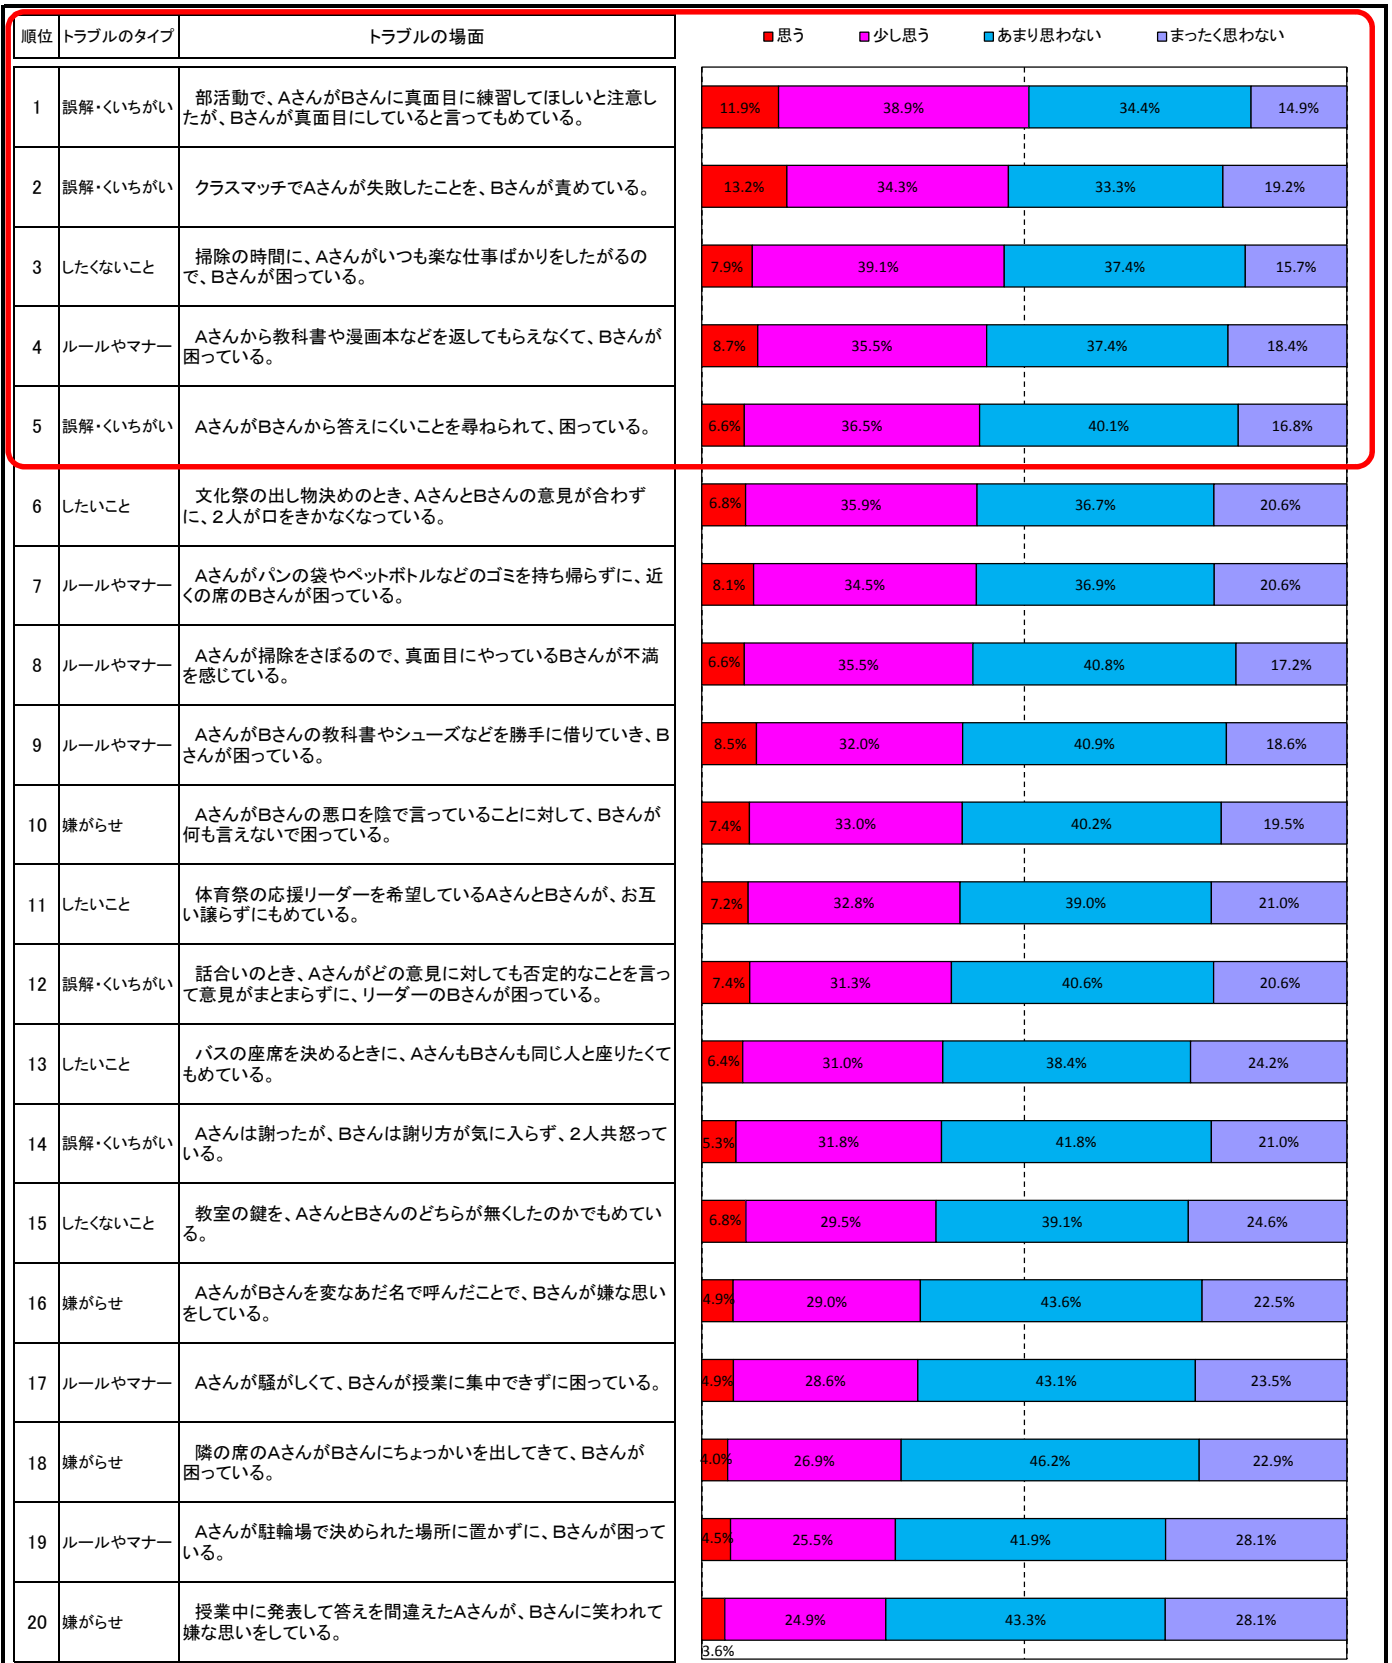 順位 トラブルのタイプ トラブルの場面 ■思う ■少し思う ■あまり思わない ■まったく思わない
1 誤解・くいちがい 部活動で、AさんがBさんに真面目に練習してほしいと注意し
たが、Bさんが真面目にしていると言ってもめている。
11.9% 38.9% 34.4% 14.9%
2 誤解・くいちがい クラスマッチでAさんが失敗したことを、Bさんが責めている。
13.2% 34.3% 33.3% 19.2%
3 したくないこと 掃除の時間に、Aさんがいつも楽な仕事ばかりをしたがるの
で、Bさんが困っている。
7.9% 39.1% 37.4% 15.7%
4 ルールやマナー Aさんから教科書や漫画本などを返してもらえなくて、Bさんが
困っている。
8.7% 35.5% 37.4% 18.4%
5 誤解・くいちがい AさんがBさんから答えにくいことを尋ねられて、困っている。
6.6% 36.5% 40.1% 16.8%
6 したいこと 文化祭の出し物決めのとき、AさんとBさんの意見が合わず
に、2人が口をきかなくなっている。
6.8% 35.9% 36.7% 20.6%
7 ルールやマナー Aさんがパンの袋やペットボトルなどのゴミを持ち帰らずに、近
くの席のBさんが困っている。
8.1% 34.5% 36.9% 20.6%
8 ルールやマナー Aさんが掃除をさぼるので、真面目にやっているBさんが不満
を感じている。
6.6% 35.5% 40.8% 17.2%
9 ルールやマナー AさんがBさんの教科書やシューズなどを勝手に借りていき、B
さんが困っている。
8.5% 32.0% 40.9% 18.6%
10 嫌がらせ AさんがBさんの悪口を陰で言っていることに対して、Bさんが
何も言えないで困っている。
7.4% 33.0% 40.2% 19.5%
11 したいこと 体育祭の応援リーダーを希望しているAさんとBさんが、お互
い譲らずにもめている。
7.2% 32.8% 39.0% 21.0%
12 誤解・くいちがい 話合いのとき、Aさんがどの意見に対しても否定的なことを言っ
て意見がまとまらずに、リーダーのBさんが困っている。
7.4% 31.3% 40.6% 20.6%
13 したいこと バスの座席を決めるときに、AさんもBさんも同じ人と座りたくて
もめている。
6.4% 31.0% 38.4% 24.2%
14 誤解・くいちがい Aさんは謝ったが、Bさんは謝り方が気に入らず、2人共怒って
いる。
5.3% 31.8% 41.8% 21.0%
15 したくないこと 教室の鍵を、AさんとBさんのどちらが無くしたのかでもめてい
る。
6.8% 29.5% 39.1% 24.6%
16 嫌がらせ AさんがBさんを変なあだ名で呼んだことで、Bさんが嫌な思い
をしている。
4.9% 29.0% 43.6% 22.5%
17 ルールやマナー Aさんが騒がしくて、Bさんが授業に集中できずに困っている。
4.9% 28.6% 43.1% 23.5%
18 嫌がらせ 隣の席のAさんがBさんにちょっかいを出してきて、Bさんが
困っている。
4.0% 26.9% 46.2% 22.9%
19 ルールやマナー Aさんが駐輪場で決められた場所に置かずに、Bさんが困って
いる。
4.5% 25.5% 41.9% 28.1%
20 嫌がらせ 授業中に発表して答えを間違えたAさんが、Bさんに笑われて
嫌な思いをしている。
3.6% 24.9% 43.3% 28.1%